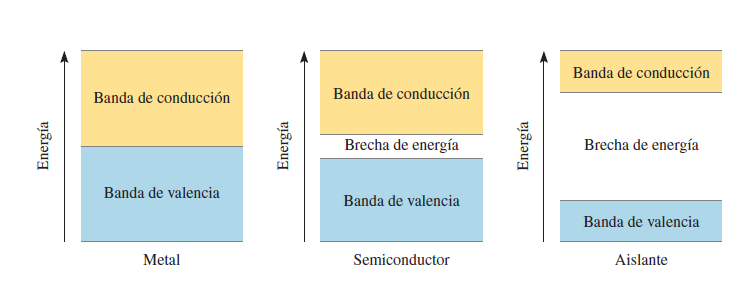 Energía
Banda de conducción
Banda de valencia
Metal
Energía
Banda de conducción
Brecha de energía
Banda de valencia
Semiconductor
Energía
Banda de conducción
Brecha de energía
Banda de valencia
Aislante